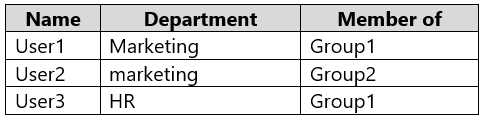 Name Department Member of
User1 Marketing Group1
User2 marketing Group2
User3 HR Group1